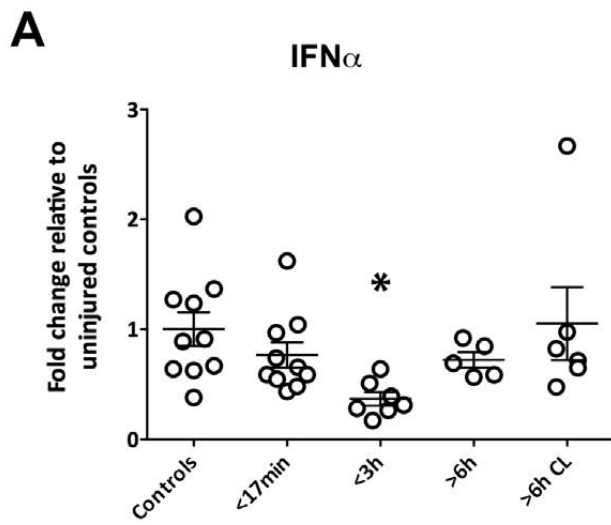 A
IFNα
Fold change relative to
uninjured controls
3
2
1
0
*
Controls
<17min
<3h
>6h
>6h CL